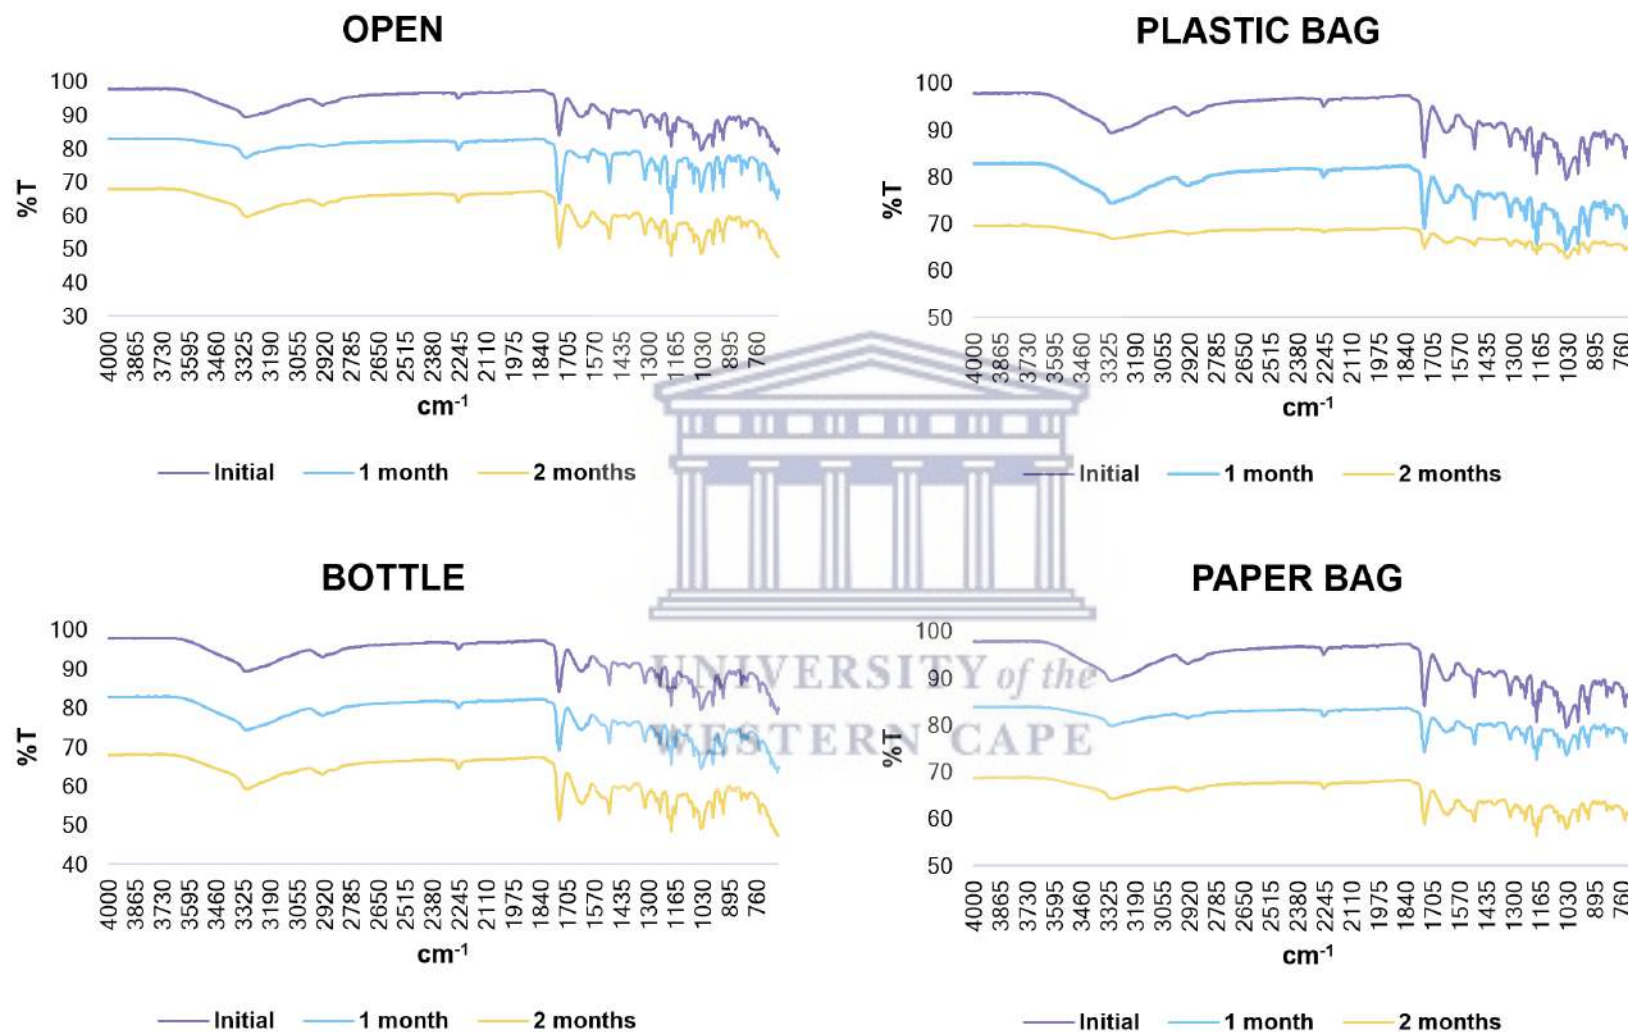 OPEN
100
90
80
70
60
50
40
30
%T
4000 3865 3730 3595 3460 3325 3190 3055 2920 2785 2650 2515 2380 2245 2110 1975 1840 1705 1570 1435 1300 1165 1030 895 760
cm-1
Initial 1 month 2 months
PLASTIC BAG
100
90
80
70
60
50
%T
4000 3865 3730 3595 3460 3325 3190 3055 2920 2785 2650 2515 2380 2245 2110 1975 1840 1705 1570 1435 1300 1165 1030 895 760
cm-1
Initial 1 month 2 months
BOTTLE
100
90
80
70
60
50
40
%T
4000 3865 3730 3595 3460 3325 3190 3055 2920 2785 2650 2515 2380 2245 2110 1975 1840 1705 1570 1435 1300 1165 1030 895 760
cm-1
Initial 1 month 2 months
PAPER BAG
100
90
80
70
60
50
%T
4000 3865 3730 3595 3460 3325 3190 3055 2920 2785 2650 2515 2380 2245 2110 1975 1840 1705 1570 1435 1300 1165 1030 895 760
cm-1
Initial 1 month 2 months
UNIVERSITY of the
WESTERN CAPE